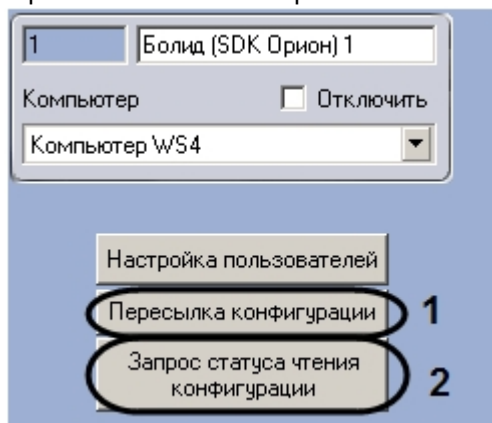 1 Болид (SDK Орион) 1
Компьютер Отключить
Компьютер WS4
Настройка пользователей
Пересылка конфигурации 1
Запрос статуса чтения
конфигурации 2